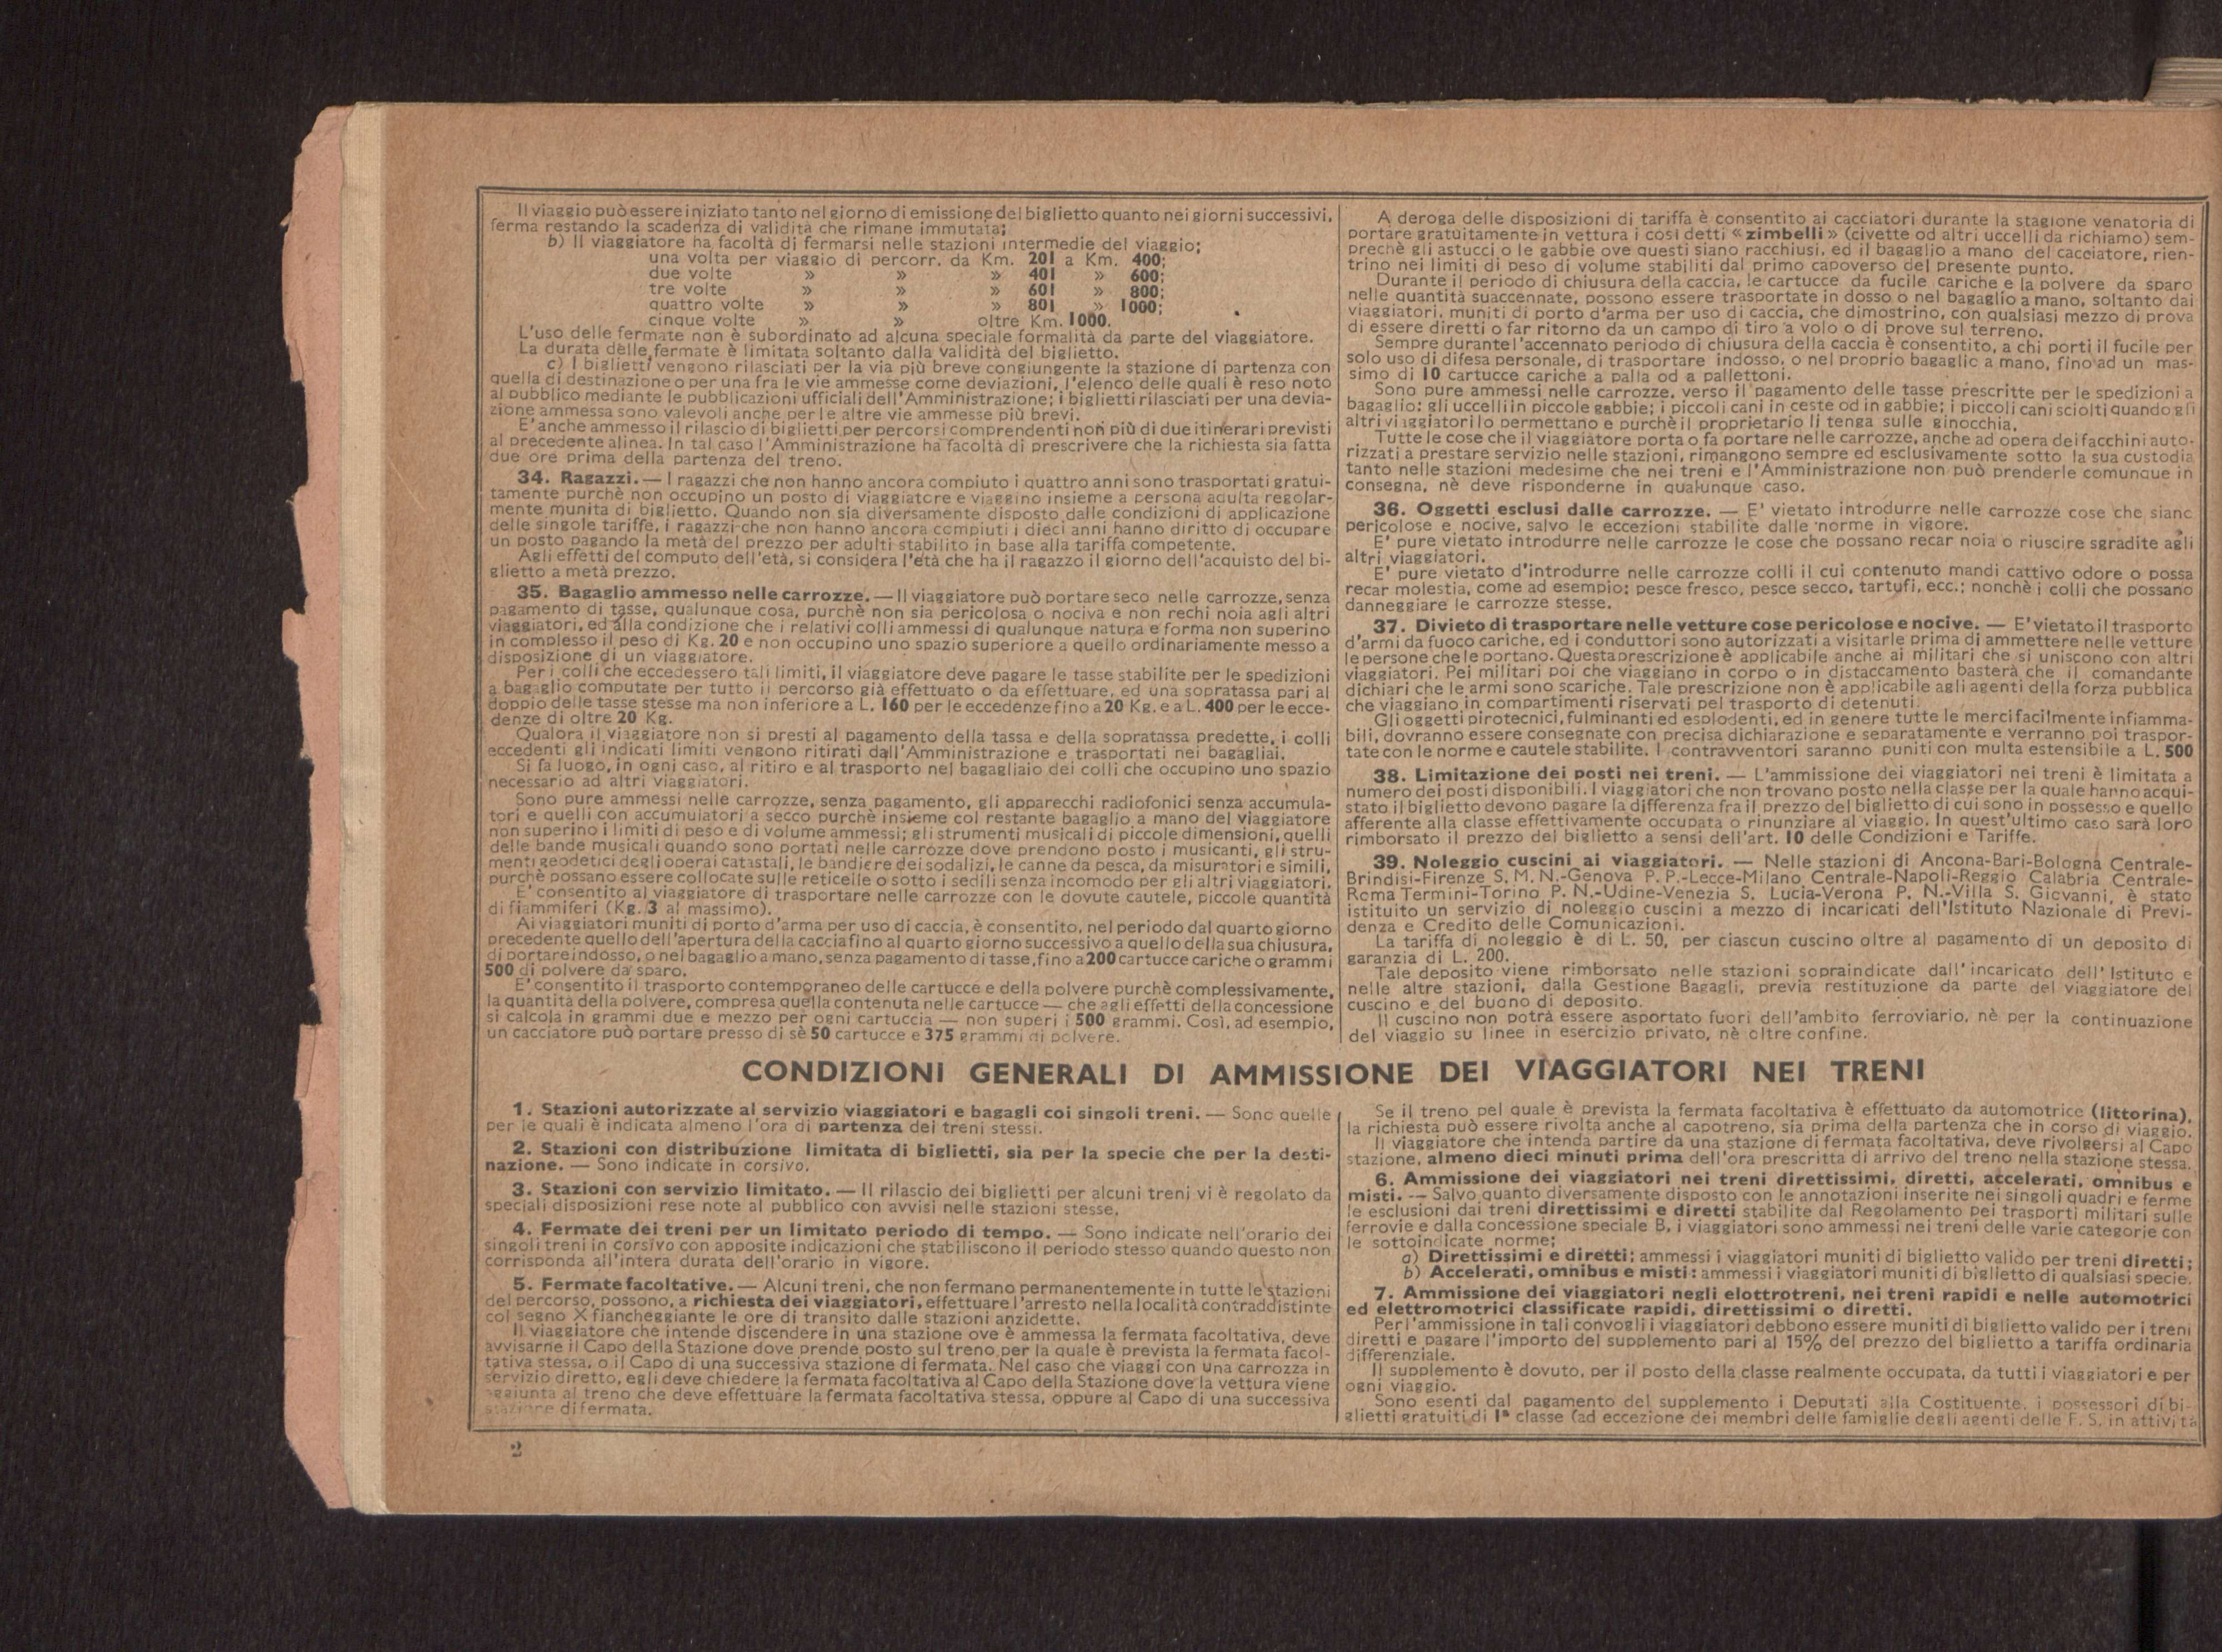 Il viaggio può essere iniziato tanto nel giorno di emissione del biglietto quanto nei giorni successivi,
ferma restando la scadenza di validità che rimane immutata;
b) Il viaggiatore ha facoltà di fermarsi nelle stazioni intermedie del viaggio;
una volta per viaggio di percorr. da Km. 201 a Km. 400;
due volte » » » 401 » 600;
tre volte » » » 601 » 800;
quattro volte » » » 801 » 1000;
cinque volte » » oltre Km. 1000.
L'uso delle fermate non è subordinato ad alcuna speciale formalità da parte del viaggiatore.
La durata delle fermate è limitata soltanto dalla validità del biglietto.
c) I biglietti vengono rilasciati per la via più breve congiungente la stazione di partenza con
quella di destinazione o per una fra le vie ammesse come deviazioni, l'elenco delle quali è reso noto
al pubblico mediante le pubblicazioni ufficiali dell'Amministrazione; i biglietti rilasciati per una devia-
zione ammessa sono valevoli anche per le altre vie ammesse più brevi.
E' anche ammesso il rilascio di biglietti per percorsi comprendenti non più di due itinerari previsti
al precedente alinea. In tal caso l'Amministrazione ha facoltà di prescrivere che la richiesta sia fatta
due ore prima della partenza del treno.
34. Ragazzi. — I ragazzi che non hanno ancora compiuto i quattro anni sono trasportati gratui-
tamente purchè non occupino un posto di viaggiatore e viaggino insieme a persona adulta regolar-
mente munita di biglietto. Quando non sia diversamente disposto dalle condizioni di applicazione
delle singole tariffe, i ragazzi che non hanno ancora compiuti i dieci anni hanno diritto di occupare
un posto pagando la metà del prezzo per adulti stabilito in base alla tariffa competente.
Agli effetti del computo dell'età, si considera l'età che ha il ragazzo il giorno dell'acquisto del bi-
glietto a metà prezzo.
35. Bagaglio ammesso nelle carrozze. — Il viaggiatore può portare seco nelle carrozze, senza
pagamento di tasse, qualunque cosa, purchè non sia pericolosa o nociva e non rechi noia agli altri
viaggiatori, ed alla condizione che i relativi colli ammessi di qualunque natura e forma non superino
in complesso il peso di Kg. 20 e non occupino uno spazio superiore a quello ordinariamente messo a
disposizione di un viaggiatore.
Per i colli che eccedessero tali limiti, il viaggiatore deve pagare le tasse stabilite per le spedizioni
a bagaglio computate per tutto il percorso già effettuato o da effettuare, ed una sopratassa pari al
doppio delle tasse stesse ma non inferiore a L. 160 per le eccedenze fino a 20 Kg. e a L. 400 per le ecce-
denze di oltre 20 Kg.
Qualora il viaggiatore non si presti al pagamento della tassa e della sopratassa predette, i colli
eccedenti gli indicati limiti vengono ritirati dall'Amministrazione e trasportati nei bagagliai.
Si fa luogo, in ogni caso, al ritiro e al trasporto nel bagagliaio dei colli che occupino uno spazio
necessario ad altri viaggiatori.
Sono pure ammessi nelle carrozze, senza pagamento, gli apparecchi radiofonici senza accumula-
tori e quelli con accumulatori a secco purchè insieme col restante bagaglio a mano del viaggiatore
non superino i limiti di peso e di volume ammessi; gli strumenti musicali di piccole dimensioni, quelli
delle bande musicali quando sono portati nelle carrozze dove prendono posto i musicanti, gli stru-
menti geodetici degli operai catastali, le bandiere dei sodalizi, le canne da pesca, da misuratori e simili,
purchè possano essere collocate sulle reticelle o sotto i sedili senza incomodo per gli altri viaggiatori.
E' consentito al viaggiatore di trasportare nelle carrozze con le dovute cautele, piccole quantità
di fiammiferi (Kg. 3 al massimo).
Ai viaggiatori muniti di porto d'arma per uso di caccia, è consentito, nel periodo dal quarto giorno
precedente quello dell'apertura della caccia fino al quarto giorno successivo a quello della sua chiusura,
di portare indosso, o nel bagaglio a mano, senza pagamento di tasse, fino a 200 cartucce cariche o grammi
500 di polvere da sparo.
E' consentito il trasporto contemporaneo delle cartucce e della polvere purchè complessivamente,
la quantità della polvere, compresa quella contenuta nelle cartucce — che agli effetti della concessione
si calcola in grammi due e mezzo per ogni cartuccia — non superi i 500 grammi. Così, ad esempio,
un cacciatore può portare presso di sè 50 cartucce e 375 grammi di polvere.
A deroga delle disposizioni di tariffa è consentito ai cacciatori durante la stagione venatoria di
portare gratuitamente in vettura i così detti « zimbelli » (civette od altri uccelli da richiamo) sem-
prechè gli astucci o le gabbie ove questi siano racchiusi, ed il bagaglio a mano del cacciatore, rien-
trino nei limiti di peso di volume stabiliti dal primo capoverso del presente punto.
Durante il periodo di chiusura della caccia, le cartucce da fucile cariche e la polvere da sparo
nelle quantità suaccennate, possono essere trasportate in dosso o nel bagaglio a mano, soltanto dai
viaggiatori, muniti di porto d'arma per uso di caccia, che dimostrino, con qualsiasi mezzo di prova
di essere diretti o far ritorno da un campo di tiro a volo o di prove sul terreno.
Sempre durante l'accennato periodo di chiusura della caccia è consentito, a chi porti il fucile per
solo uso di difesa personale, di trasportare indosso, o nel proprio bagaglio a mano, fino ad un mas-
simo di 10 cartucce cariche a palla od a pallettoni.
Sono pure ammessi nelle carrozze, verso il pagamento delle tasse prescritte per le spedizioni a
bagaglio: gli uccelli in piccole gabbie; i piccoli cani in ceste od in gabbie; i piccoli cani sciolti quando gli
altri viaggiatori lo permettano e purchè il proprietario li tenga sulle ginocchia.
Tutte le cose che il viaggiatore porta o fa portare nelle carrozze, anche ad opera dei facchini auto-
rizzati a prestare servizio nelle stazioni, rimangono sempre ed esclusivamente sotto la sua custodia
tanto nelle stazioni medesime che nei treni e l'Amministrazione non può prenderle comunque in
consegna, nè deve risponderne in qualunque caso.
36. Oggetti esclusi dalle carrozze. — E' vietato introdurre nelle carrozze cose che siano
pericolose e nocive, salvo le eccezioni stabilite dalle norme in vigore.
E' pure vietato introdurre nelle carrozze le cose che possano recar noia o riuscire sgradite agli
altri viaggiatori.
E' pure vietato d'introdurre nelle carrozze colli il cui contenuto mandi cattivo odore o possa
recar molestia, come ad esempio: pesce fresco, pesce secco, tartufi, ecc.; nonchè i colli che possano
danneggiare le carrozze stesse.
37. Divieto di trasportare nelle vetture cose pericolose e nocive. — E' vietato il trasporto
d'armi da fuoco cariche, ed i conduttori sono autorizzati a visitarle prima di ammettere nelle vetture
le persone che le portano. Questa prescrizione è applicabile anche ai militari che si uniscono con altri
viaggiatori. Pei militari poi che viaggiano in corpo o in distaccamento basterà che il comandante
dichiari che le armi sono scariche. Tale prescrizione non è applicabile agli agenti della forza pubblica
che viaggiano in compartimenti riservati pel trasporto di detenuti.
Gli oggetti pirotecnici, fulminanti ed esplodenti, ed in genere tutte le merci facilmente infiamma-
bili, dovranno essere consegnate con precisa dichiarazione e separatamente e verranno poi traspor-
tate con le norme e cautele stabilite. I contravventori saranno puniti con multa estensibile a L. 500
38. Limitazione dei posti nei treni. — L'ammissione dei viaggiatori nei treni è limitata a
numero dei posti disponibili. I viaggiatori che non trovano posto nella classe per la quale hanno acqui-
stato il biglietto devono pagare la differenza fra il prezzo del biglietto di cui sono in possesso e quello
afferente alla classe effettivamente occupata o rinunziare al viaggio. In quest'ultimo caso sarà loro
rimborsato il prezzo del biglietto a sensi dell'art. 10 delle Condizioni e Tariffe.
39. Noleggio cuscini ai viaggiatori. — Nelle stazioni di Ancona-Bari-Bologna Centrale-
Brindisi-Firenze S. M. N.-Genova P. P.-Lecce-Milano Centrale-Napoli-Reggio Calabria Centrale-
Roma Termini-Torino P. N.-Udine-Venezia S. Lucia-Verona P. N.-Villa S. Giovanni, è stato
istituito un servizio di noleggio cuscini a mezzo di incaricati dell'Istituto Nazionale di Previ-
denza e Credito delle Comunicazioni.
La tariffa di noleggio è di L. 50, per ciascun cuscino oltre al pagamento di un deposito di
garanzia di L. 200.
Tale deposito viene rimborsato nelle stazioni sopraindicate dall' incaricato dell' Istituto e
nelle altre stazioni, dalla Gestione Bagagli, previa restituzione da parte del viaggiatore del
cuscino e del buono di deposito.
Il cuscino non potrà essere asportato fuori dell'ambito ferroviario, nè per la continuazione
del viaggio su linee in esercizio privato, nè oltre confine.
CONDIZIONI GENERALI DI AMMISSIONE DEI VIAGGIATORI NEI TRENI
1. Stazioni autorizzate al servizio viaggiatori e bagagli coi singoli treni. — Sono quelle
per le quali è indicata almeno l'ora di partenza dei treni stessi.
2. Stazioni con distribuzione limitata di biglietti, sia per la specie che per la desti-
nazione. — Sono indicate in corsivo.
3. Stazioni con servizio limitato. — Il rilascio dei biglietti per alcuni treni vi è regolato da
speciali disposizioni rese note al pubblico con avvisi nelle stazioni stesse.
4. Fermate dei treni per un limitato periodo di tempo. — Sono indicate nell'orario dei
singoli treni in corsivo con apposite indicazioni che stabiliscono il periodo stesso quando questo non
corrisponda all'intera durata dell'orario in vigore.
5. Fermate facoltative. — Alcuni treni, che non fermano permanentemente in tutte le stazioni
del percorso, possono, a richiesta dei viaggiatori, effettuare l'arresto nella località contraddistinte
col segno X fiancheggiante le ore di transito dalle stazioni anzidette.
Il viaggiatore che intende discendere in una stazione ove è ammessa la fermata facoltativa, deve
avvisarne il Capo della Stazione dove prende posto sul treno per la quale è prevista la fermata facol-
tativa stessa, o il Capo di una successiva stazione di fermata. Nel caso che viaggi con una carrozza in
servizio diretto, egli deve chiedere la fermata facoltativa al Capo della Stazione dove la vettura viene
aggiunta al treno che deve effettuare la fermata facoltativa stessa, oppure al Capo di una successiva
stazione di fermata.
Se il treno pel quale è prevista la fermata facoltativa è effettuato da automotrice (littorina),
la richiesta può essere rivolta anche al capotreno, sia prima della partenza che in corso di viaggio.
Il viaggiatore che intenda partire da una stazione di fermata facoltativa, deve rivolgersi al Capo
stazione, almeno dieci minuti prima dell'ora prescritta di arrivo del treno nella stazione stessa.
6. Ammissione dei viaggiatori nei treni direttissimi, diretti, accelerati, omnibus e
misti. — Salvo quanto diversamente disposto con le annotazioni inserite nei singoli quadri e ferme
le esclusioni dai treni direttissimi e diretti stabilite dal Regolamento pei trasporti militari sulle
ferrovie e dalla concessione speciale B, i viaggiatori sono ammessi nei treni delle varie categorie con
le sottoindicate norme;
a) Direttissimi e diretti; ammessi i viaggiatori muniti di biglietto valido per treni diretti;
b) Accelerati, omnibus e misti: ammessi i viaggiatori muniti di biglietto di qualsiasi specie.
7. Ammissione dei viaggiatori negli elottrotreni, nei treni rapidi e nelle automotrici
ed elettromotrici classificate rapidi, direttissimi o diretti.
Per l'ammissione in tali convogli i viaggiatori debbono essere muniti di biglietto valido per i treni
diretti e pagare l'importo del supplemento pari al 15% del prezzo del biglietto a tariffa ordinaria
differenziale.
Il supplemento è dovuto, per il posto della classe realmente occupata, da tutti i viaggiatori e per
ogni viaggio.
Sono esenti dal pagamento del supplemento i Deputati alla Costituente, i possessori di bi-
glietti gratuiti di 1ª classe (ad eccezione dei membri delle famiglie degli agenti delle F. S. in attività
2